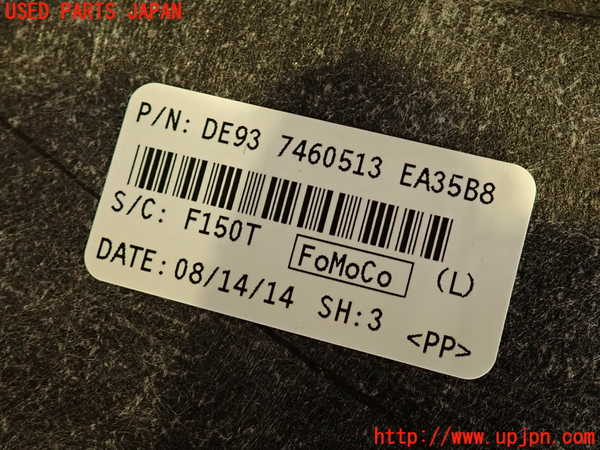 USED PARTS JAPAN
P/N: DE93 7460513 EA35B8
S/C: F150T FoMoCo (L)
DATE: 08/14/14 SH:3 <PP>
http://www.upjpn.com/